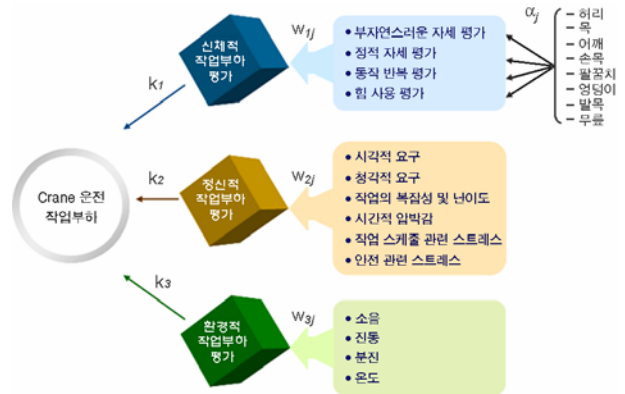 신체적
작업부하
평가
w1j
• 부자연스러운 자세 평가
• 정적 자세 평가
• 동작 반복 평가
• 힘 사용 평가
αj
허리
목
어깨
손목
팔꿈치
엉덩이
발목
무릎
k1
Crane 운전
작업부하
k2
정신적
작업부하
평가
w2j
• 시각적 요구
• 청각적 요구
• 작업의 복잡성 및 난이도
• 시간적 압박감
• 작업 스케줄 관련 스트레스
• 안전 관련 스트레스
k3
환경적
작업부하
평가
w3j
• 소음
• 진동
• 분진
• 온도